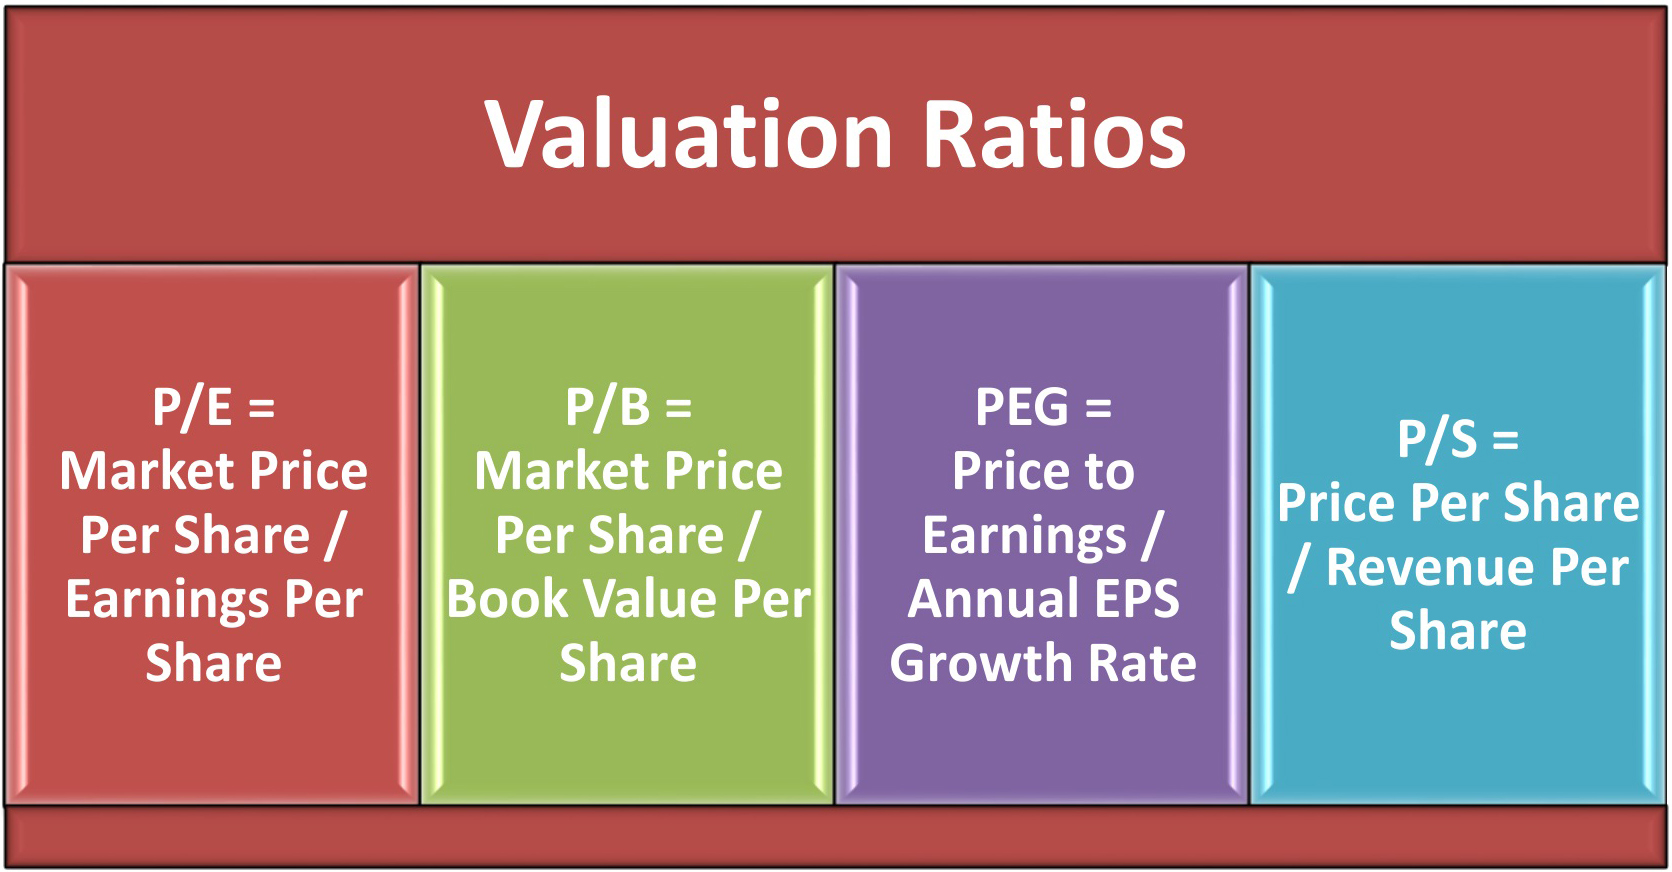 Valuation Ratios
P/E =
Market Price
Per Share /
Earnings Per
Share
P/B =
Market Price
Per Share /
Book Value Per
Share
PEG =
Price to
Earnings /
Annual EPS
Growth Rate
P/S =
Price Per Share
/ Revenue Per
Share